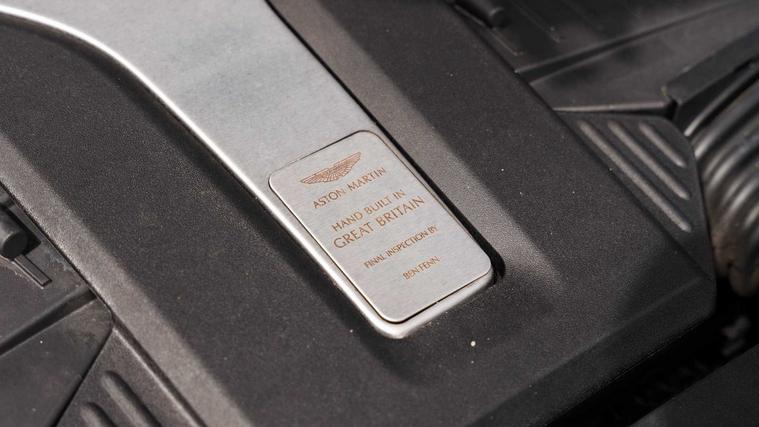 ASTON MARTIN
HAND BUILT IN
GREAT BRITAIN
FINAL INSPECTION BY
BEN FENN